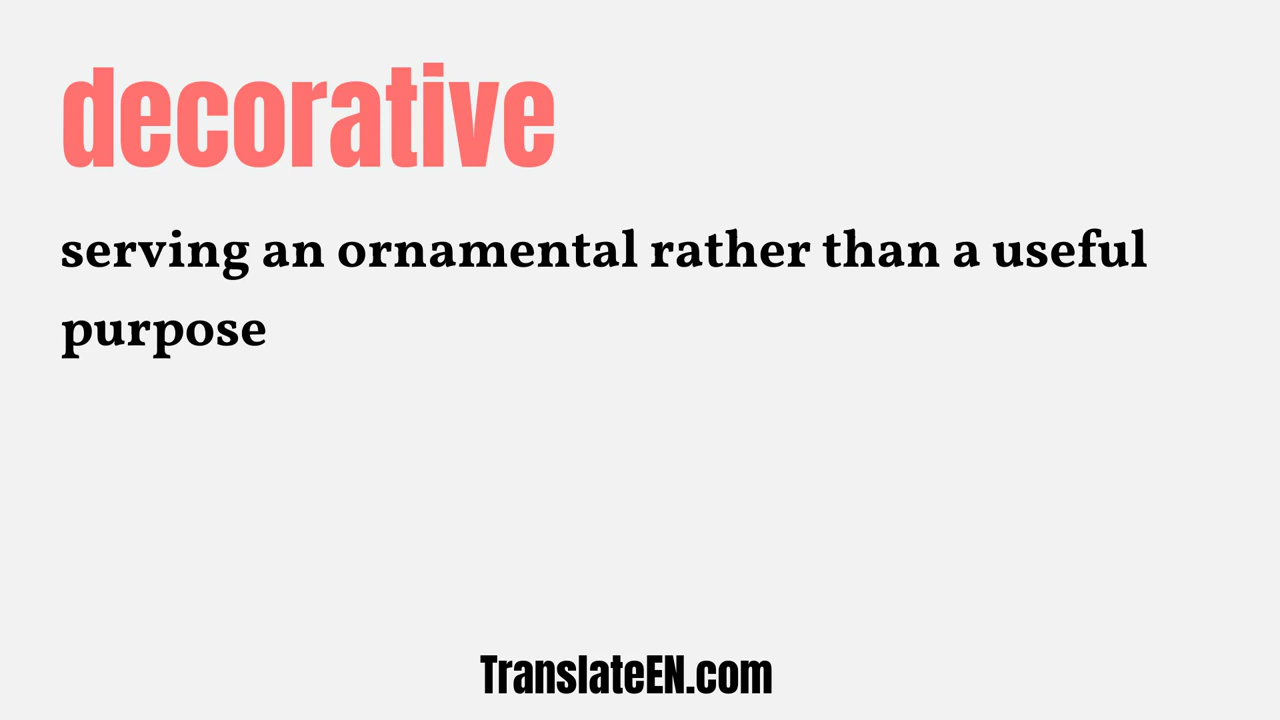 decorative
serving an ornamental rather than a useful
purpose
TranslateEN.com